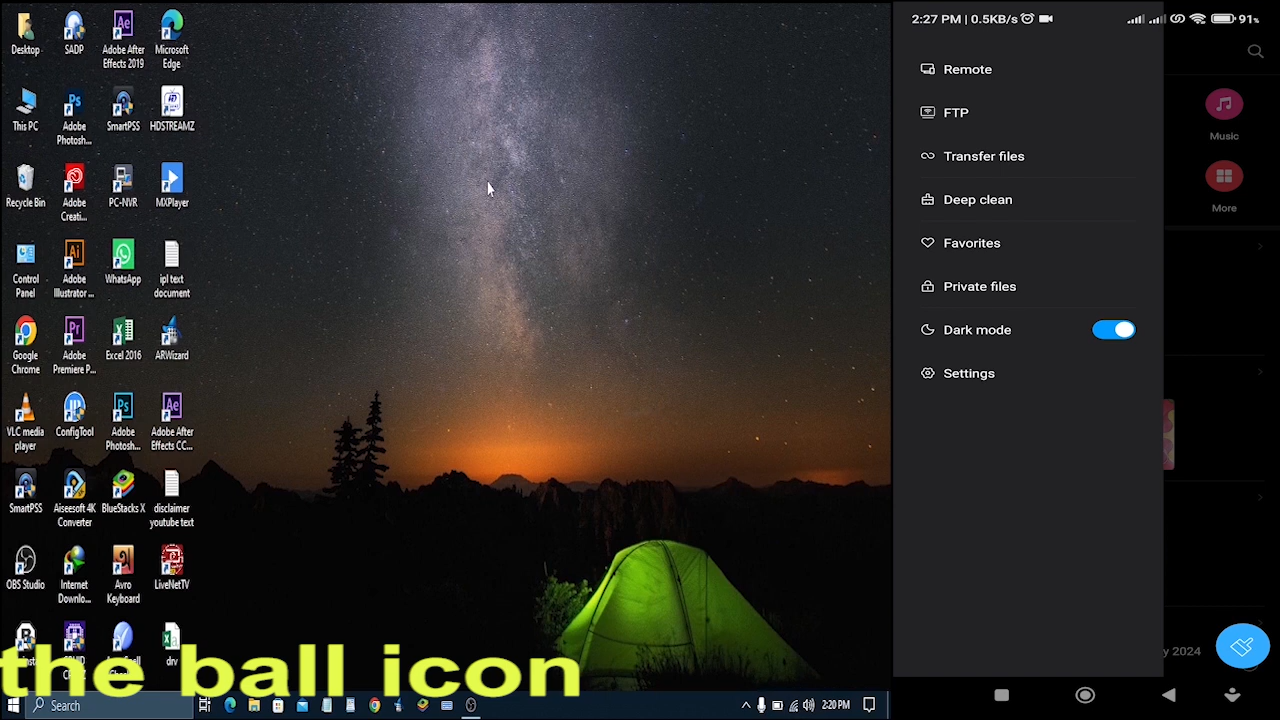 Desktop
SADP
Adobe After
Effects 2019
Microsoft
Edge
This PC
Adobe
Photosh...
SmartPSS
HDSTREAMZ
Recycle Bin
Adobe
Creati...
PC-NVR
MXPlayer
Control
Panel
Adobe
Illustrator ...
WhatsApp
ipl text
document
Google
Chrome
Adobe
Premiere P...
Excel 2016
ARWizard
VLC media
player
ConfigTool
Adobe
Photosh...
Adobe After
Effects CC...
SmartPSS
Aiseesoft 4K
Converter
BlueStacks X
disclaimer
youtube text
OBS Studio
Internet
Downlo...
Avro
Keyboard
LiveNetTV
drv
the ball icon
Search
2:20 PM
2:27 PM | 0.5KB/s
91%
Remote
FTP
Transfer files
Deep clean
Favorites
Private files
Dark mode
Settings
Music
More
y 2024